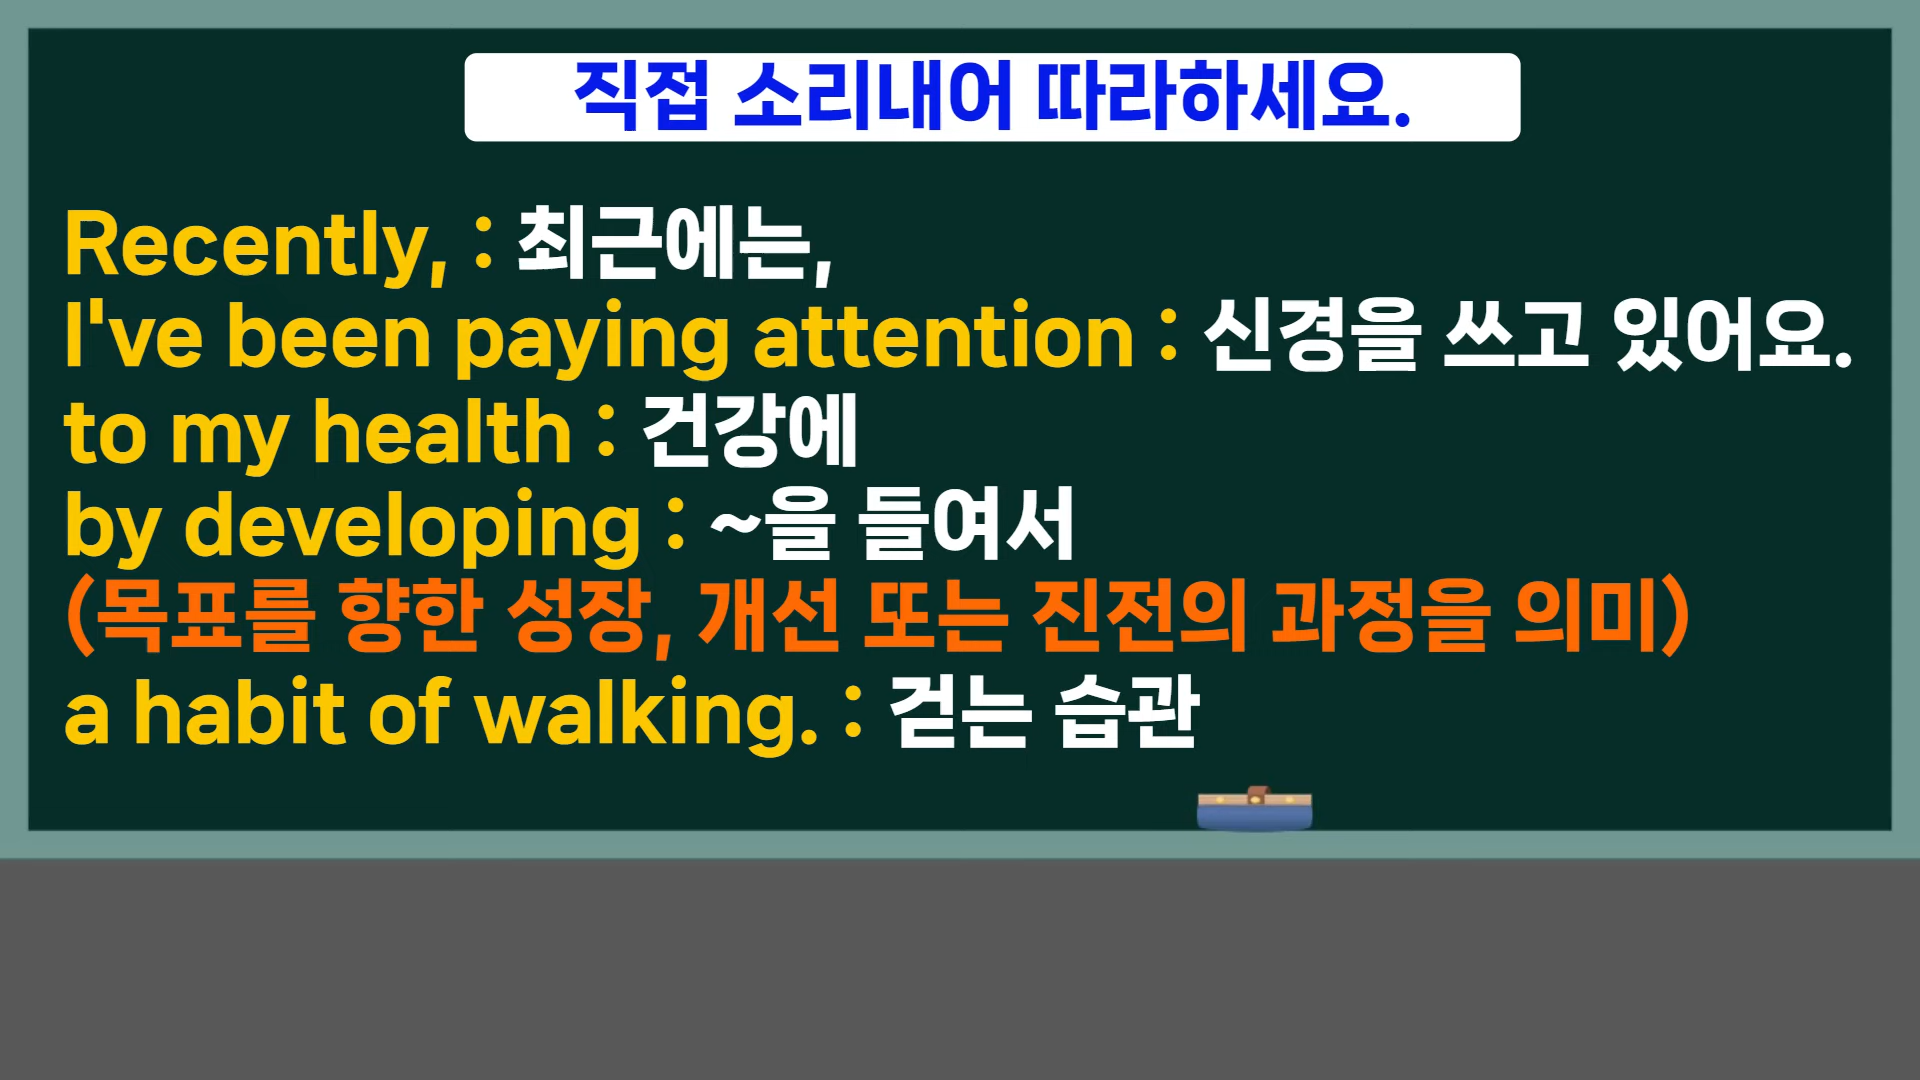 직접 소리내어 따라하세요.
Recently, : 최근에는,
I've been paying attention : 신경을 쓰고 있어요.
to my health : 건강에
by developing : ~을 들여서
(목표를 향한 성장, 개선 또는 진전의 과정을 의미)
a habit of walking. : 걷는 습관